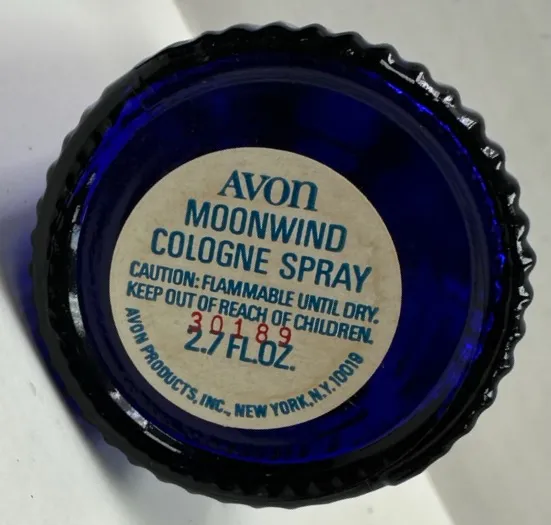 AVON
MOONWIND
COLOGNE SPRAY
CAUTION: FLAMMABLE UNTIL DRY.
KEEP OUT OF REACH OF CHILDREN.
30189
2.7 FL.OZ.
AVON PRODUCTS, INC., NEW YORK, N.Y. 10019